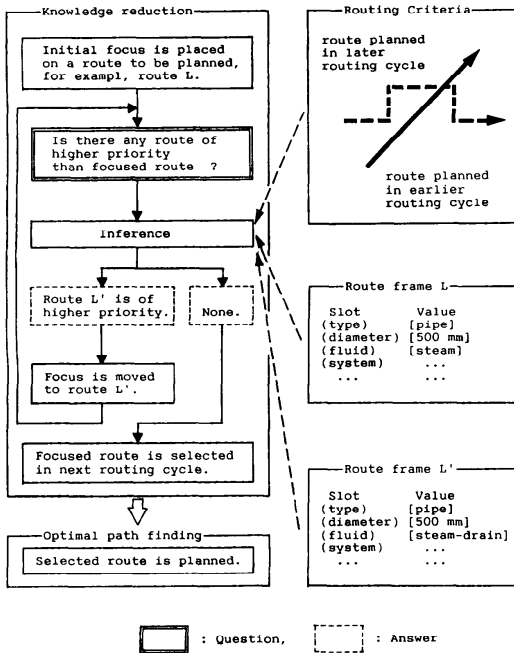 Knowledge reduction
Initial focus is placed
on a route to be planned,
for exampl, route L.
Is there any route of
higher priority
than focused route ?
Inference
Route L' is of
higher priority.
None.
Focus is moved
to route L'.
Focused route is selected
in next routing cycle.
Optimal path finding
Selected route is planned.
Routing Criteria
route planned
in later
routing cycle
route planned
in earlier
routing cycle
Route frame L
Slot Value
(type) [pipe]
(diameter) [500 mm]
(fluid) [steam]
(system) ...
... ...
Route frame L'
Slot Value
(type) [pipe]
(diameter) [500 mm]
(fluid) [steam-drain]
(system) ...
... ...
: Question, : Answer